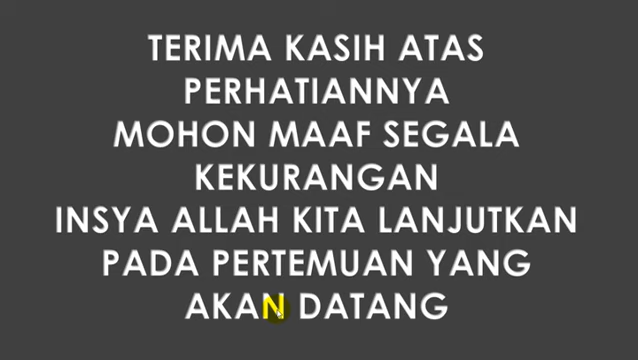 TERIMA KASIH ATAS
PERHATIANNYA
MOHON MAAF SEGALA
KEKURANGAN
INSYA ALLAH KITA LANJUTKAN
PADA PERTEMUAN YANG
AKAN DATANG